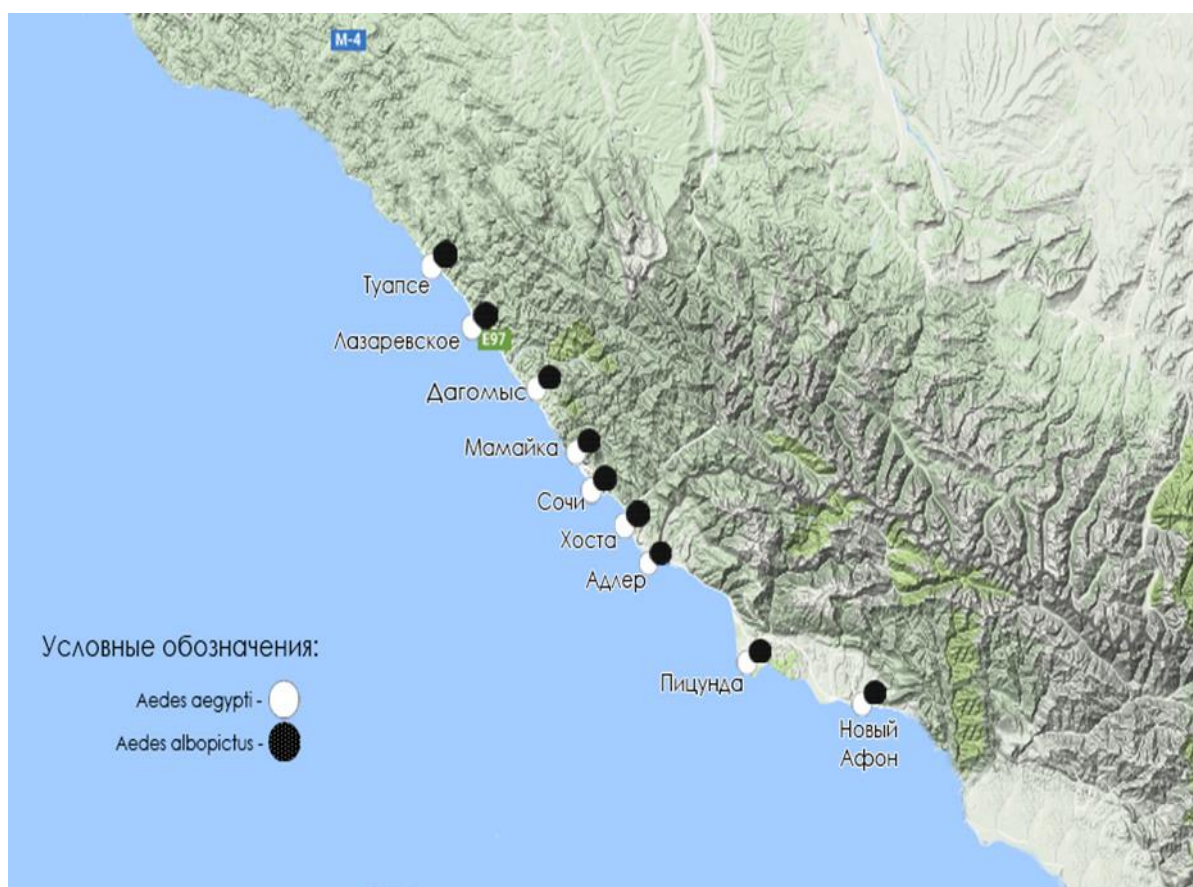 M-4
Туапсе
Лазаревское
E97
Дагомыс
Мамайка
Сочи
Хоста
Адлер
Условные обозначения:
Пицунда
Aedes aegypti -
Новый
Афон
Aedes albopictus -